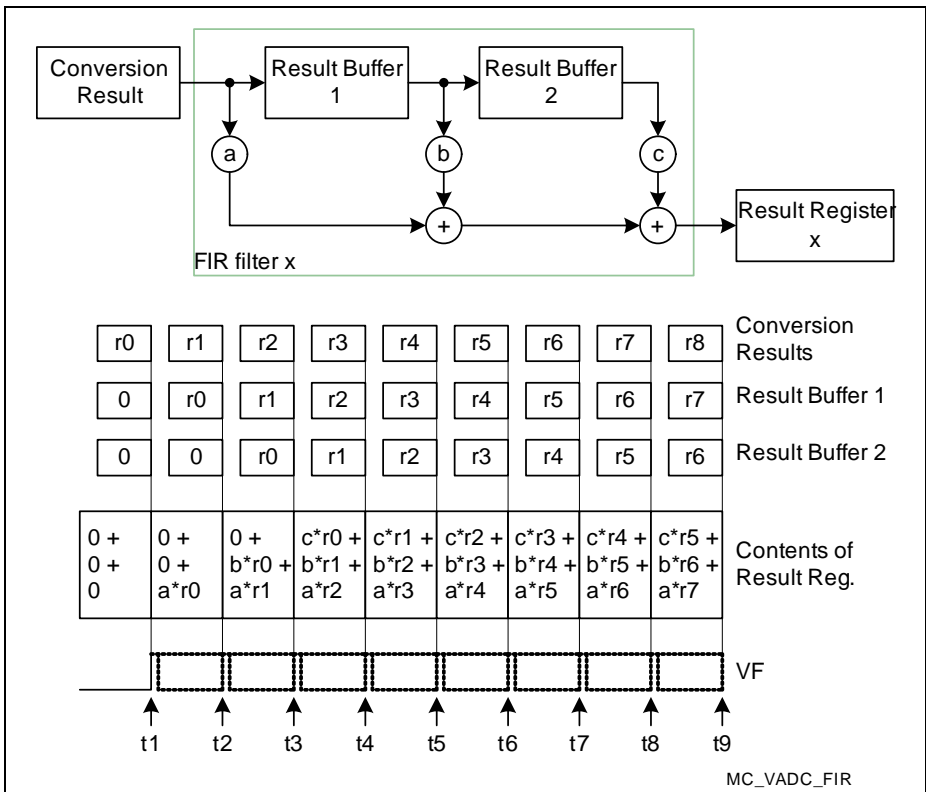 Conversion
Result
Result Buffer
1
Result Buffer
2
a
b
c
+
+
Result Register
x
FIR filter x
r0 r1 r2 r3 r4 r5 r6 r7 r8
Conversion
Results
0 r0 r1 r2 r3 r4 r5 r6 r7
Result Buffer 1
0 0 r0 r1 r2 r3 r4 r5 r6
Result Buffer 2
0 + 0 + 0 + c*r0 + c*r1 + c*r2 + c*r3 + c*r4 + c*r5 +
0 + 0 + b*r0 + b*r1 + b*r2 + b*r3 + b*r4 + b*r5 + b*r6 +
0 a*r0 a*r1 a*r2 a*r3 a*r4 a*r5 a*r6 a*r7
Contents of
Result Reg.
VF
t1 t2 t3 t4 t5 t6 t7 t8 t9
MC_VADC_FIR